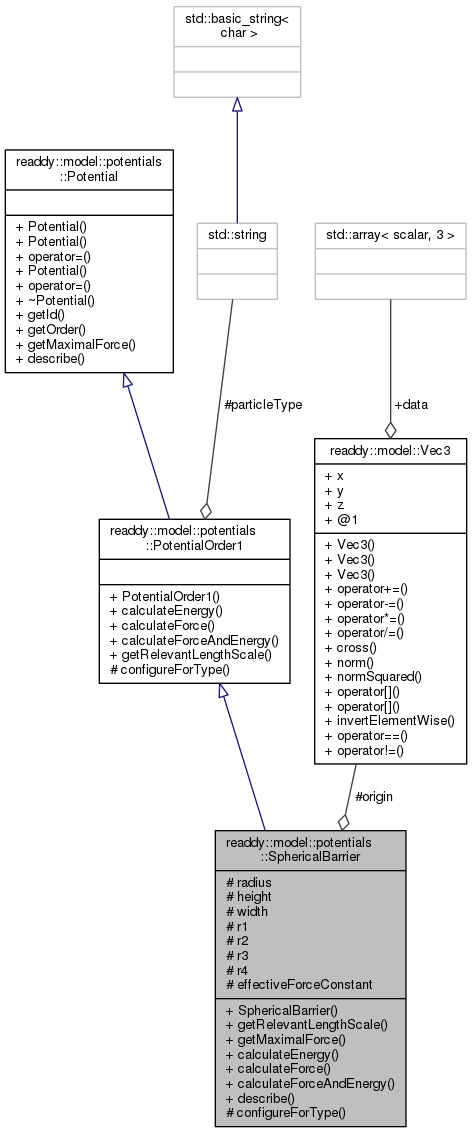 std::basic_string<
char >
readdy::model::potentials
::Potential
+ Potential()
+ Potential()
+ operator=()
+ Potential()
+ operator=()
+ ~Potential()
+ getId()
+ getOrder()
+ getMaximalForce()
+ describe()
std::string
std::array< scalar, 3 >
#particleType
+data
readdy::model::Vec3
+ x
+ y
+ z
+ @1
+ Vec3()
+ Vec3()
+ Vec3()
+ operator+=()
+ operator-=()
+ operator*=()
+ operator/=()
+ cross()
+ norm()
+ normSquared()
+ operator[]()
+ operator[]()
+ invertElementWise()
+ operator==()
+ operator!=()
readdy::model::potentials
::PotentialOrder1
+ PotentialOrder1()
+ calculateEnergy()
+ calculateForce()
+ calculateForceAndEnergy()
+ getRelevantLengthScale()
# configureForType()
#origin
readdy::model::potentials
::SphericalBarrier
# radius
# height
# width
# r1
# r2
# r3
# r4
# effectiveForceConstant
+ SphericalBarrier()
+ getRelevantLengthScale()
+ getMaximalForce()
+ calculateEnergy()
+ calculateForce()
+ calculateForceAndEnergy()
+ describe()
# configureForType()